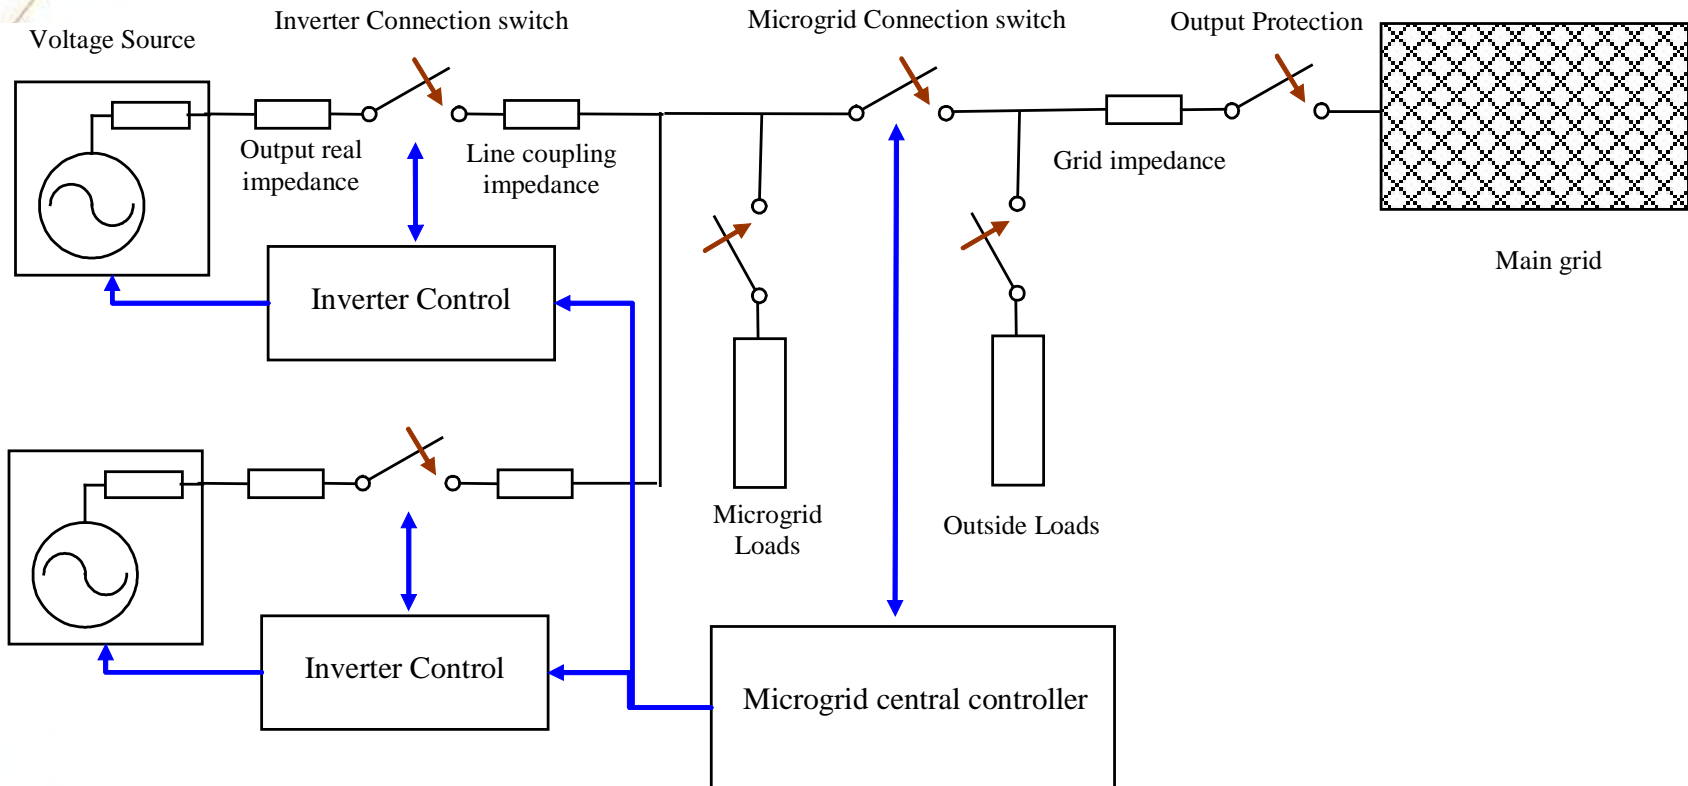 Voltage Source
Inverter Connection switch
Microgrid Connection switch
Output Protection
Output real
impedance
Line coupling
impedance
Grid impedance
Main grid
Inverter Control
Microgrid
Loads
Outside Loads
Inverter Control
Microgrid central controller